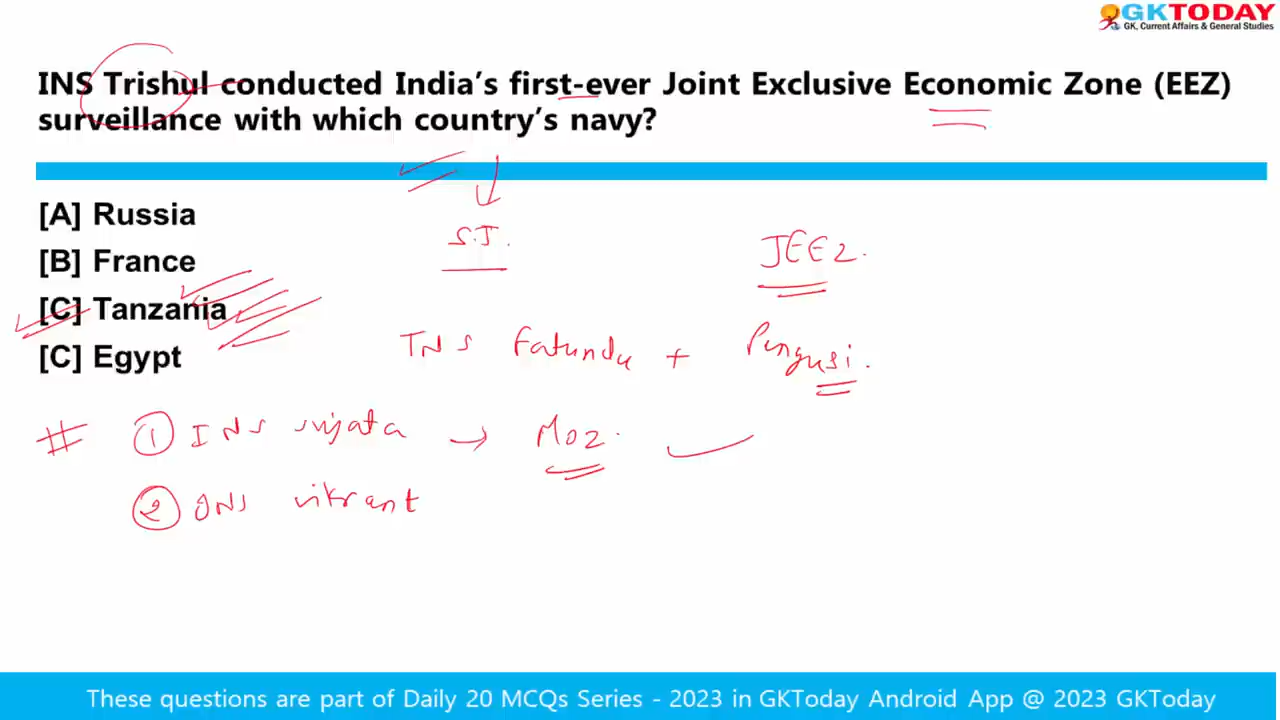 GKTODAY
GK, Current Affairs & General Studies
INS Trishul conducted India's first-ever Joint Exclusive Economic Zone (EEZ)
surveillance with which country's navy?
[A] Russia
[B] France
[C] Tanzania
[C] Egypt
S.J.
JEEZ.
TNS Fatundu + Pengusi.
# ① INS sujata → Moz.
② INS vikrant
These questions are part of Daily 20 MCQs Series - 2023 in GKToday Android App @ 2023 GKToday